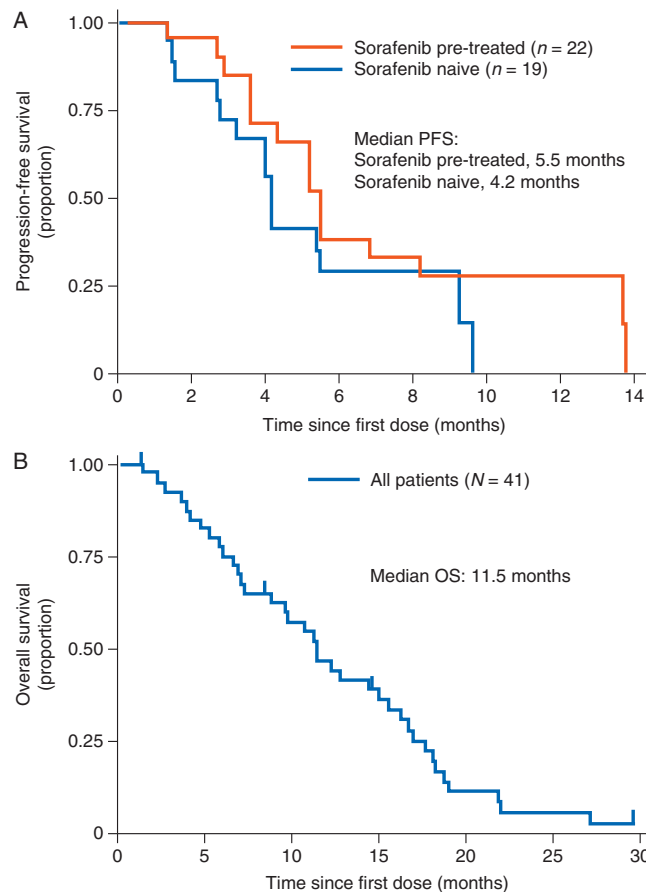 A
1.00
0.75
0.50
0.25
0
Progression-free survival
(proportion)
Sorafenib pre-treated (n = 22)
Sorafenib naive (n = 19)
Median PFS:
Sorafenib pre-treated, 5.5 months
Sorafenib naive, 4.2 months
0 2 4 6 8 10 12 14
Time since first dose (months)
B
1.00
0.75
0.50
0.25
0
Overall survival
(proportion)
All patients (N = 41)
Median OS: 11.5 months
0 5 10 15 20 25 30
Time since first dose (months)